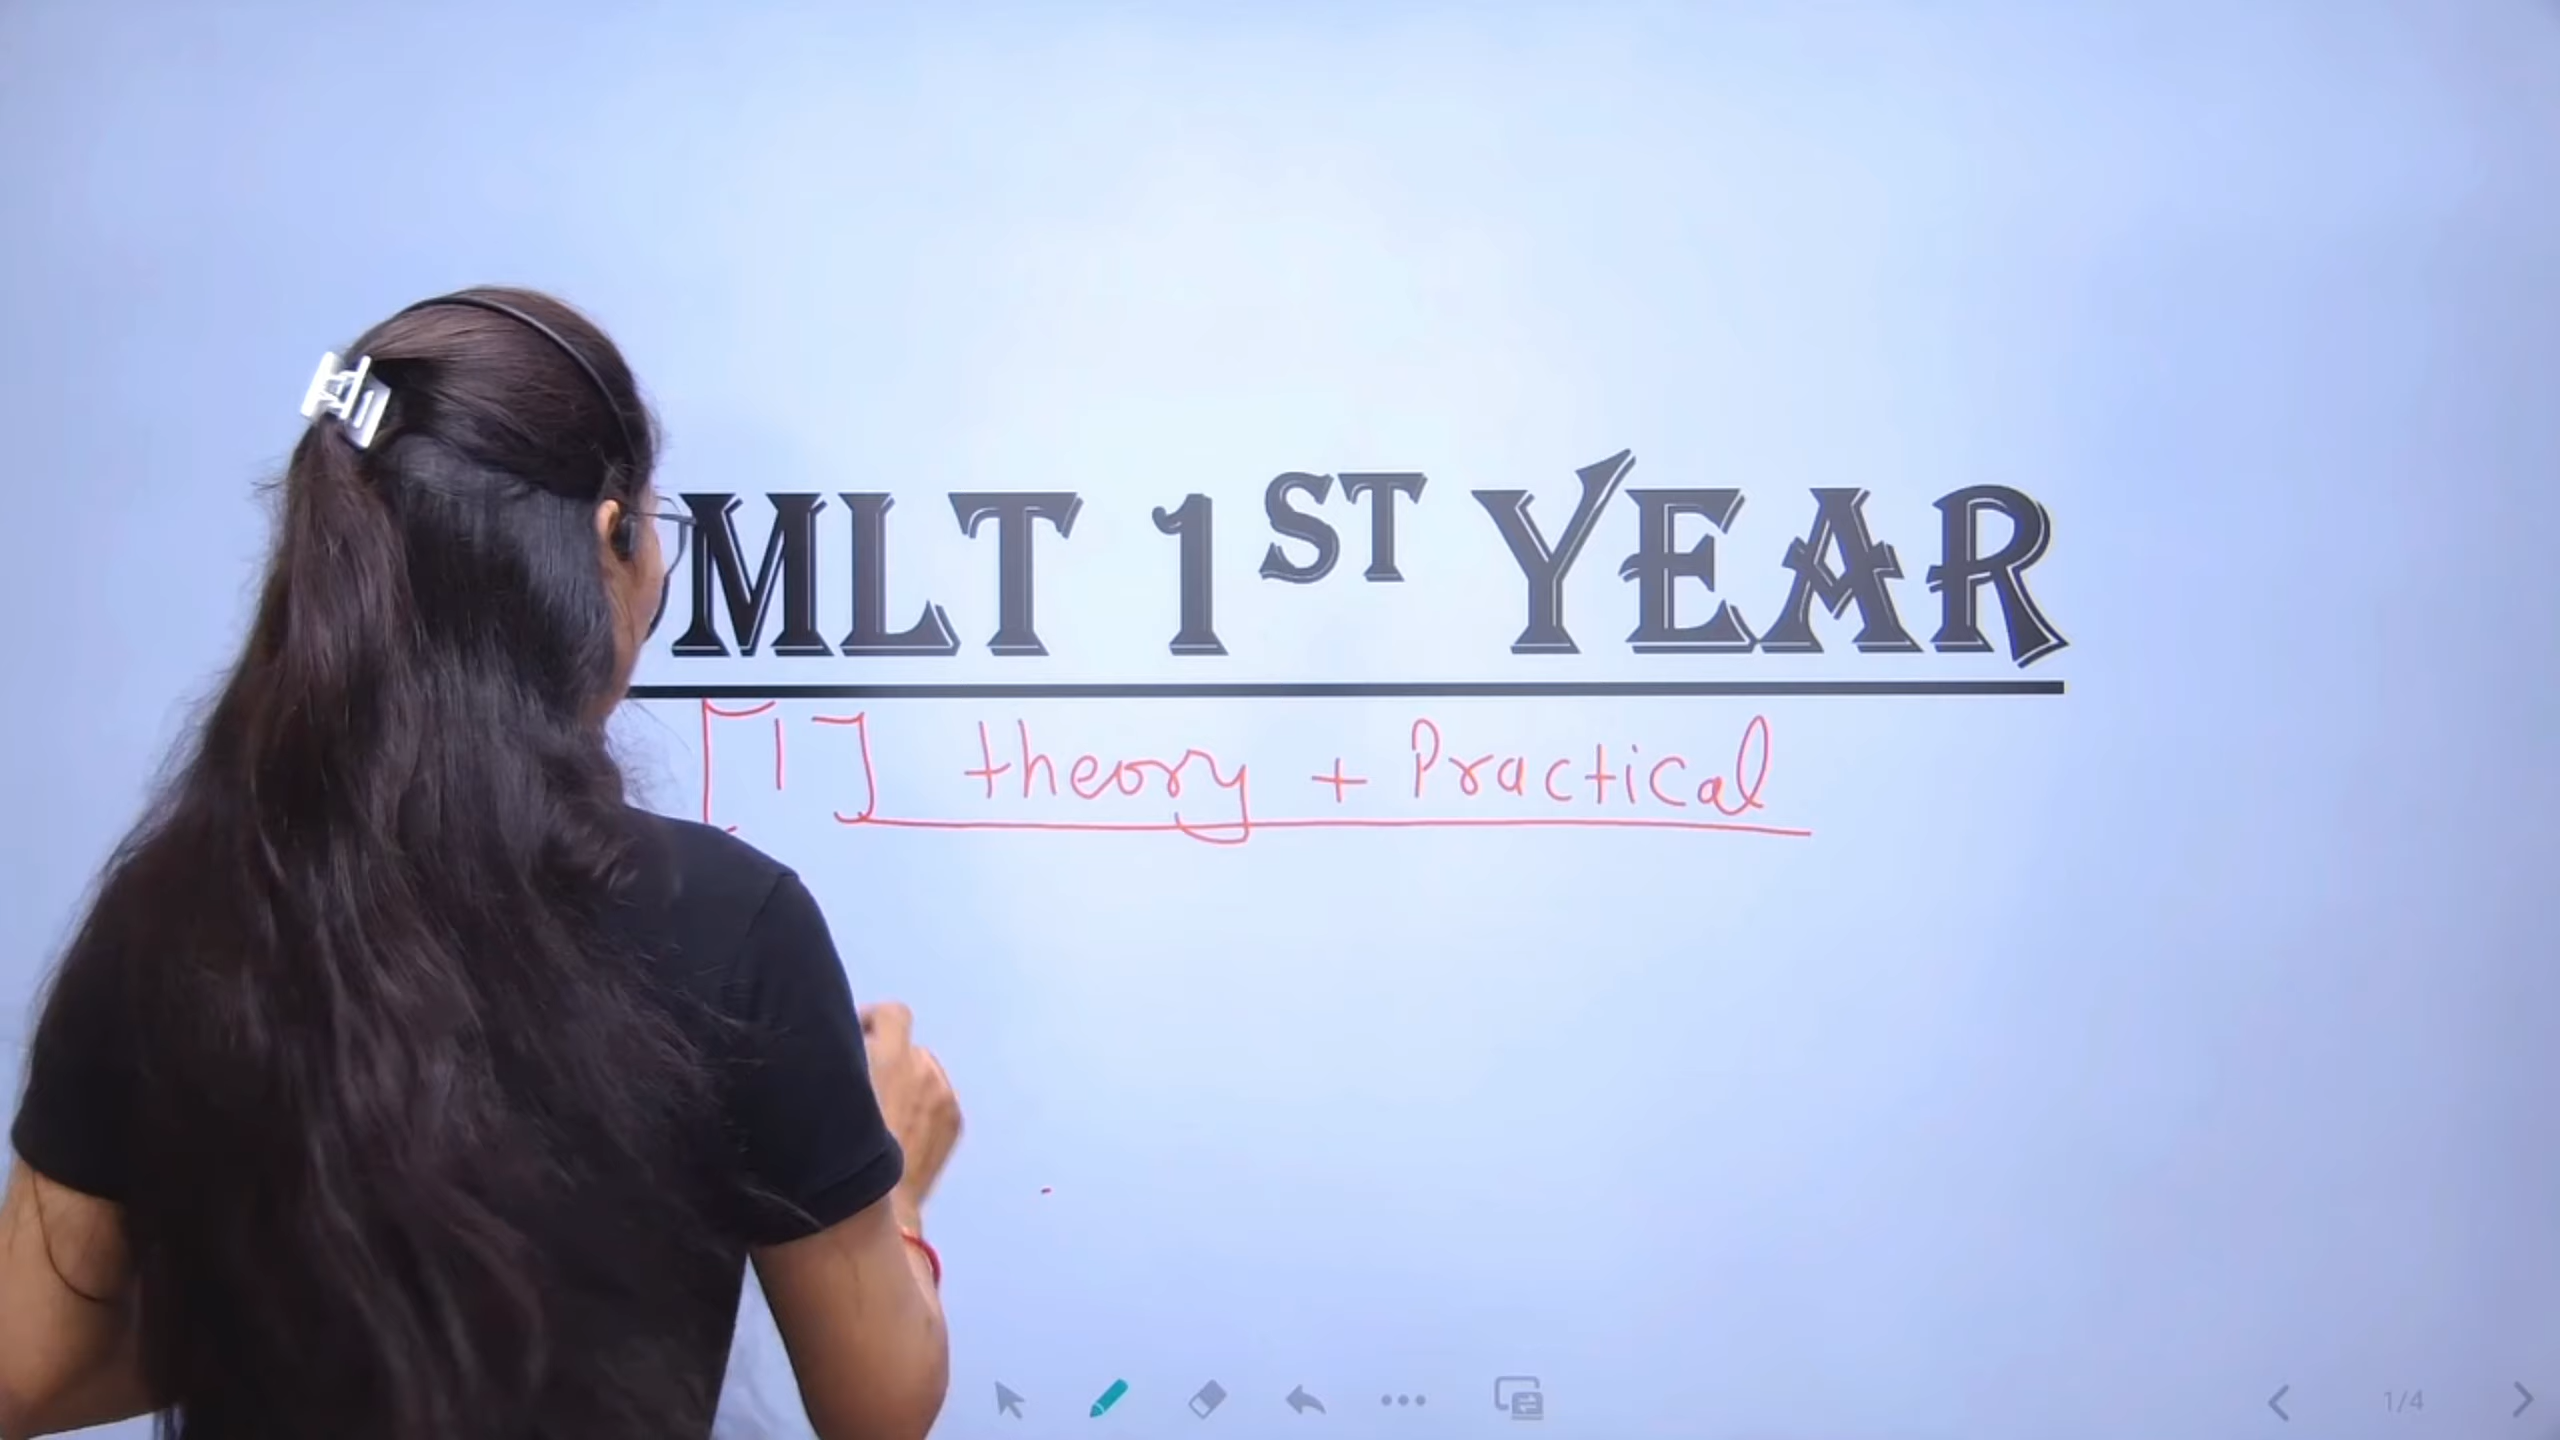 MLT 1ST YEAR
[1] theory + Practical
1/4